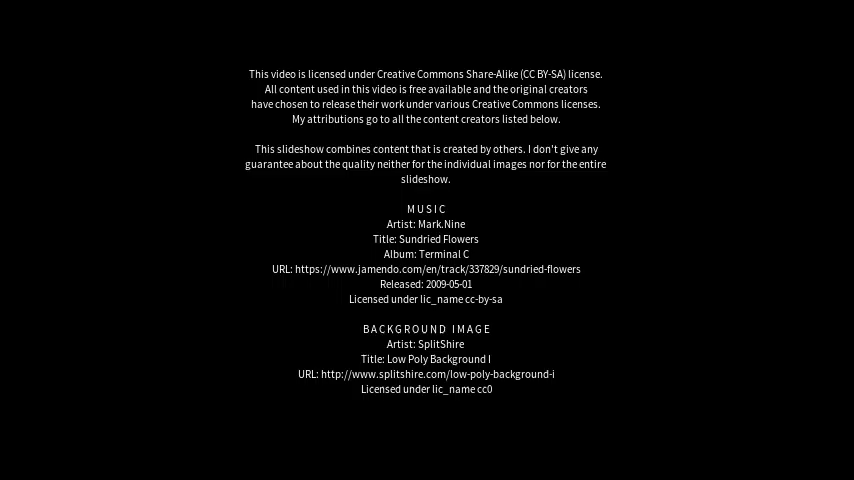 This video is licensed under Creative Commons Share-Alike (CC BY-SA) license.
All content used in this video is free available and the original creators
have chosen to release their work under various Creative Commons licenses.
My attributions go to all the content creators listed below.
This slideshow combines content that is created by others. I don't give any
guarantee about the quality neither for the individual images nor for the entire
slideshow.
MUSIC
Artist: Mark.Nine
Title: Sundried Flowers
Album: Terminal C
URL: https://www.jamendo.com/en/track/337829/sundried-flowers
Released: 2009-05-01
Licensed under lic_name cc-by-sa
BACKGROUND IMAGE
Artist: SplitShire
Title: Low Poly Background I
URL: http://www.splitshire.com/low-poly-background-i
Licensed under lic_name cc0